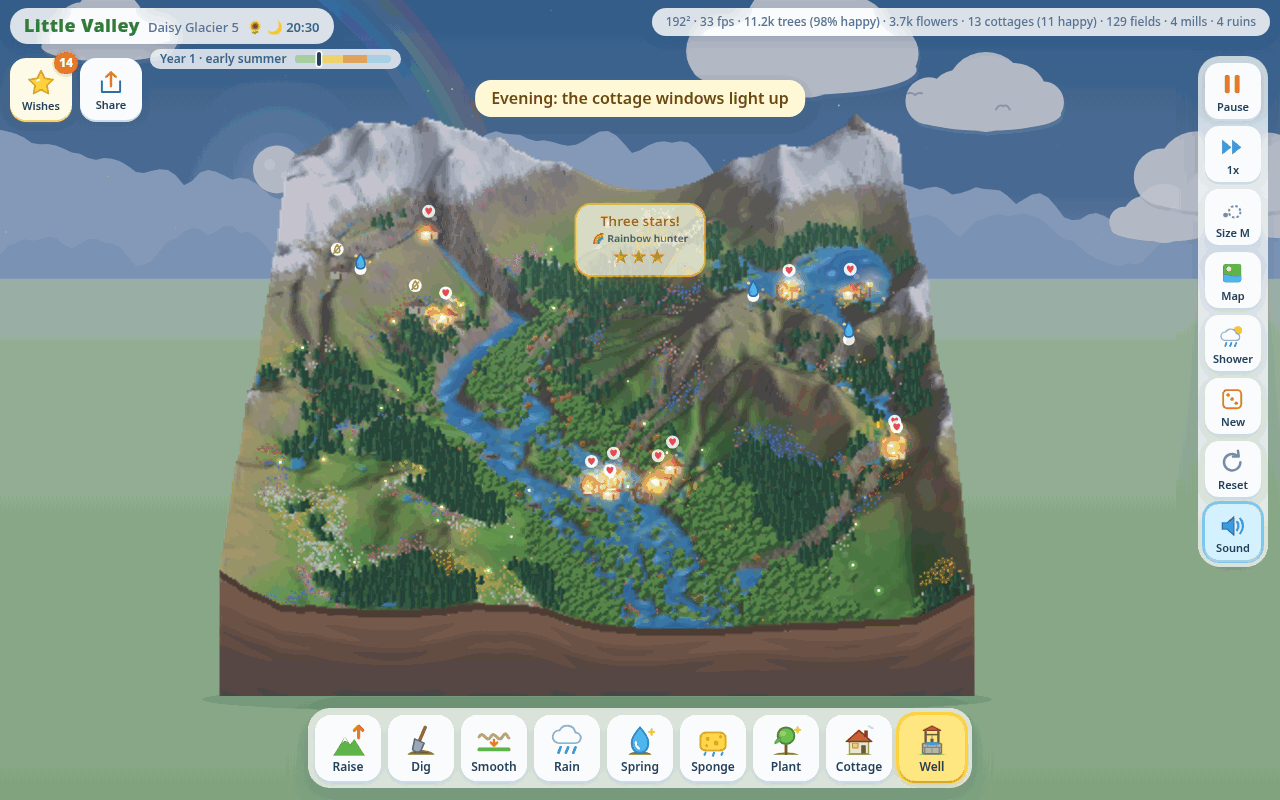 Little Valley Daisy Glacier 5 20:30
192² · 33 fps · 11.2k trees (98% happy) · 3.7k flowers · 13 cottages (11 happy) · 129 fields · 4 mills · 4 ruins
Year 1 · early summer
14
Wishes
Share
Evening: the cottage windows light up
Three stars!
Rainbow hunter
Pause
1x
Size M
Map
Shower
New
Reset
Sound
Raise
Dig
Smooth
Rain
Spring
Sponge
Plant
Cottage
Well